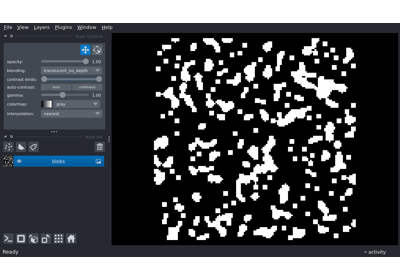 File View Layers Plugins Window Help
opacity: 1.00
blending: translucent_no_depth
contrast limits:
auto-contrast: once continuous
gamma: 1.00
colormap: gray
interpolation: nearest
blobs
Ready activity